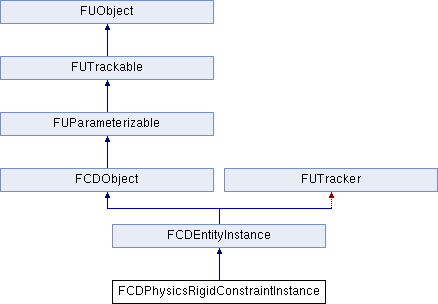 FUObject
FUTrackable
FUParameterizable
FCDObject
FUTracker
FCDEntityInstance
FCDPhysicsRigidConstraintInstance